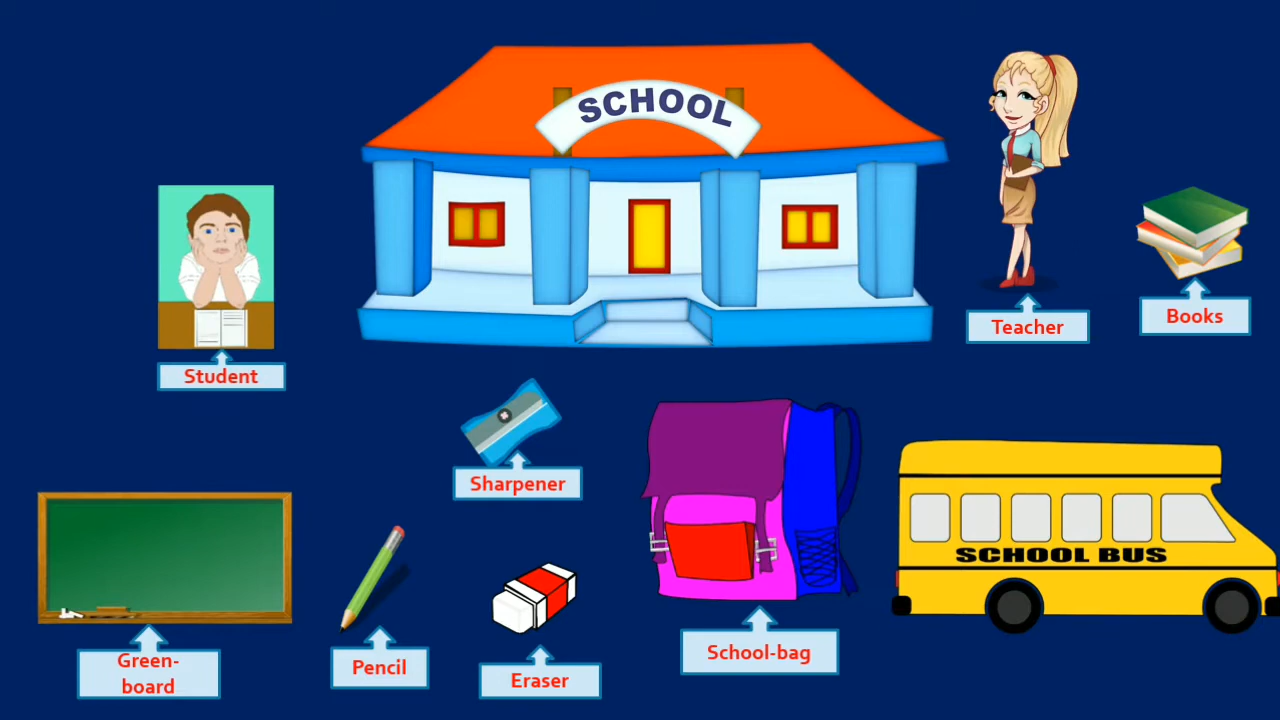 SCHOOL
Teacher
Books
Student
Sharpener
SCHOOL BUS
Green-
board
Pencil
Eraser
School-bag